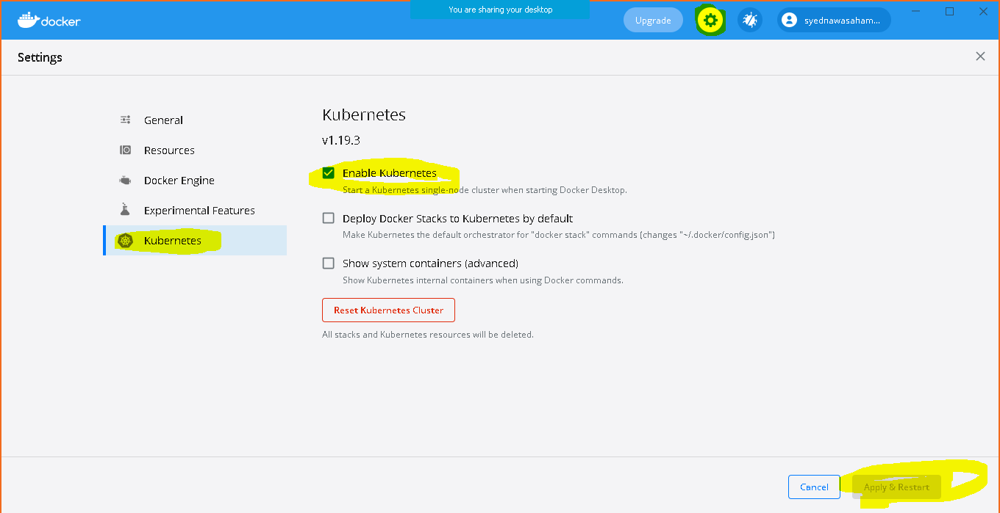 You are sharing your desktop
docker
Upgrade
syednawasaham...
Settings
General
Resources
Docker Engine
Experimental Features
Kubernetes
Kubernetes
v1.19.3
Enable Kubernetes
Start a Kubernetes single-node cluster when starting Docker Desktop.
Deploy Docker Stacks to Kubernetes by default
Make Kubernetes the default orchestrator for "docker stack" commands (changes "~/.docker/config.json")
Show system containers (advanced)
Show Kubernetes internal containers when using Docker commands.
Reset Kubernetes Cluster
All stacks and Kubernetes resources will be deleted.
Cancel
Apply & Restart